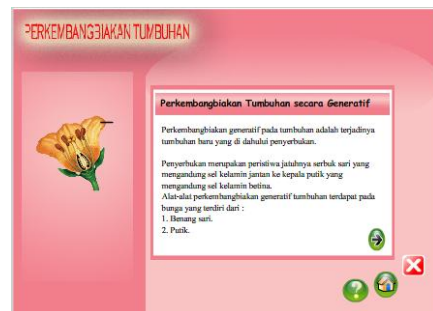 PERKEMBANGBIAKAN TUMBUHAN
Perkembangbiakan Tumbuhan secara Generatif
Perkembangbiakan generatif pada tumbuhan adalah terjadinya
tumbuhan baru yang di dahului penyerbukan.
Penyerbukan merupakan peristiwa jatuhnya serbuk sari yang
mengandung sel kelamin jantan ke kepala putik yang
mengandung sel kelamin betina.
Alat-alat perkembangbiakan generatif tumbuhan terdapat pada
bunga yang terdiri dari :
1. Benang sari.
2. Putik.
?